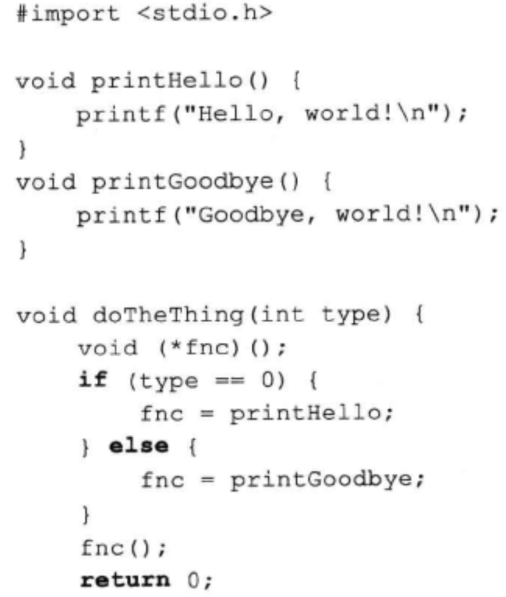 #import <stdio.h>
void printHello() {
printf("Hello, world!\n");
}
void printGoodbye() {
printf("Goodbye, world!\n");
}
void doTheThing(int type) {
void (*fnc)();
if (type == 0) {
fnc = printHello;
} else {
fnc = printGoodbye;
}
fnc();
return 0;